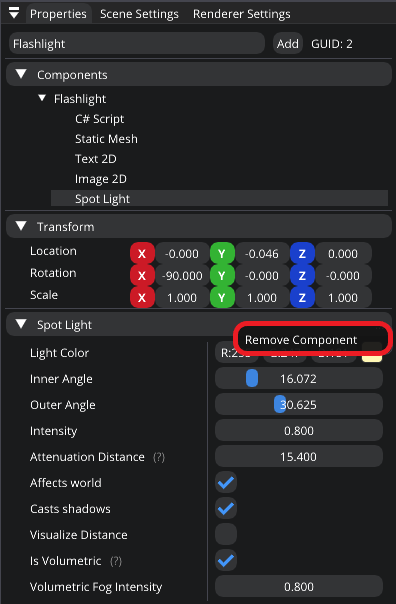 Properties Scene Settings Renderer Settings
Flashlight Add GUID: 2
Components
Flashlight
C# Script
Static Mesh
Text 2D
Image 2D
Spot Light
Transform
Location X -0.000 Y -0.046 Z 0.000
Rotation X -90.000 Y -0.000 Z -0.000
Scale X 1.000 Y 1.000 Z 1.000
Spot Light
Remove Component
Light Color
Inner Angle 16.072
Outer Angle 30.625
Intensity 0.800
Attenuation Distance (?) 15.400
Affects world
Casts shadows
Visualize Distance
Is Volumetric (?)
Volumetric Fog Intensity 0.800